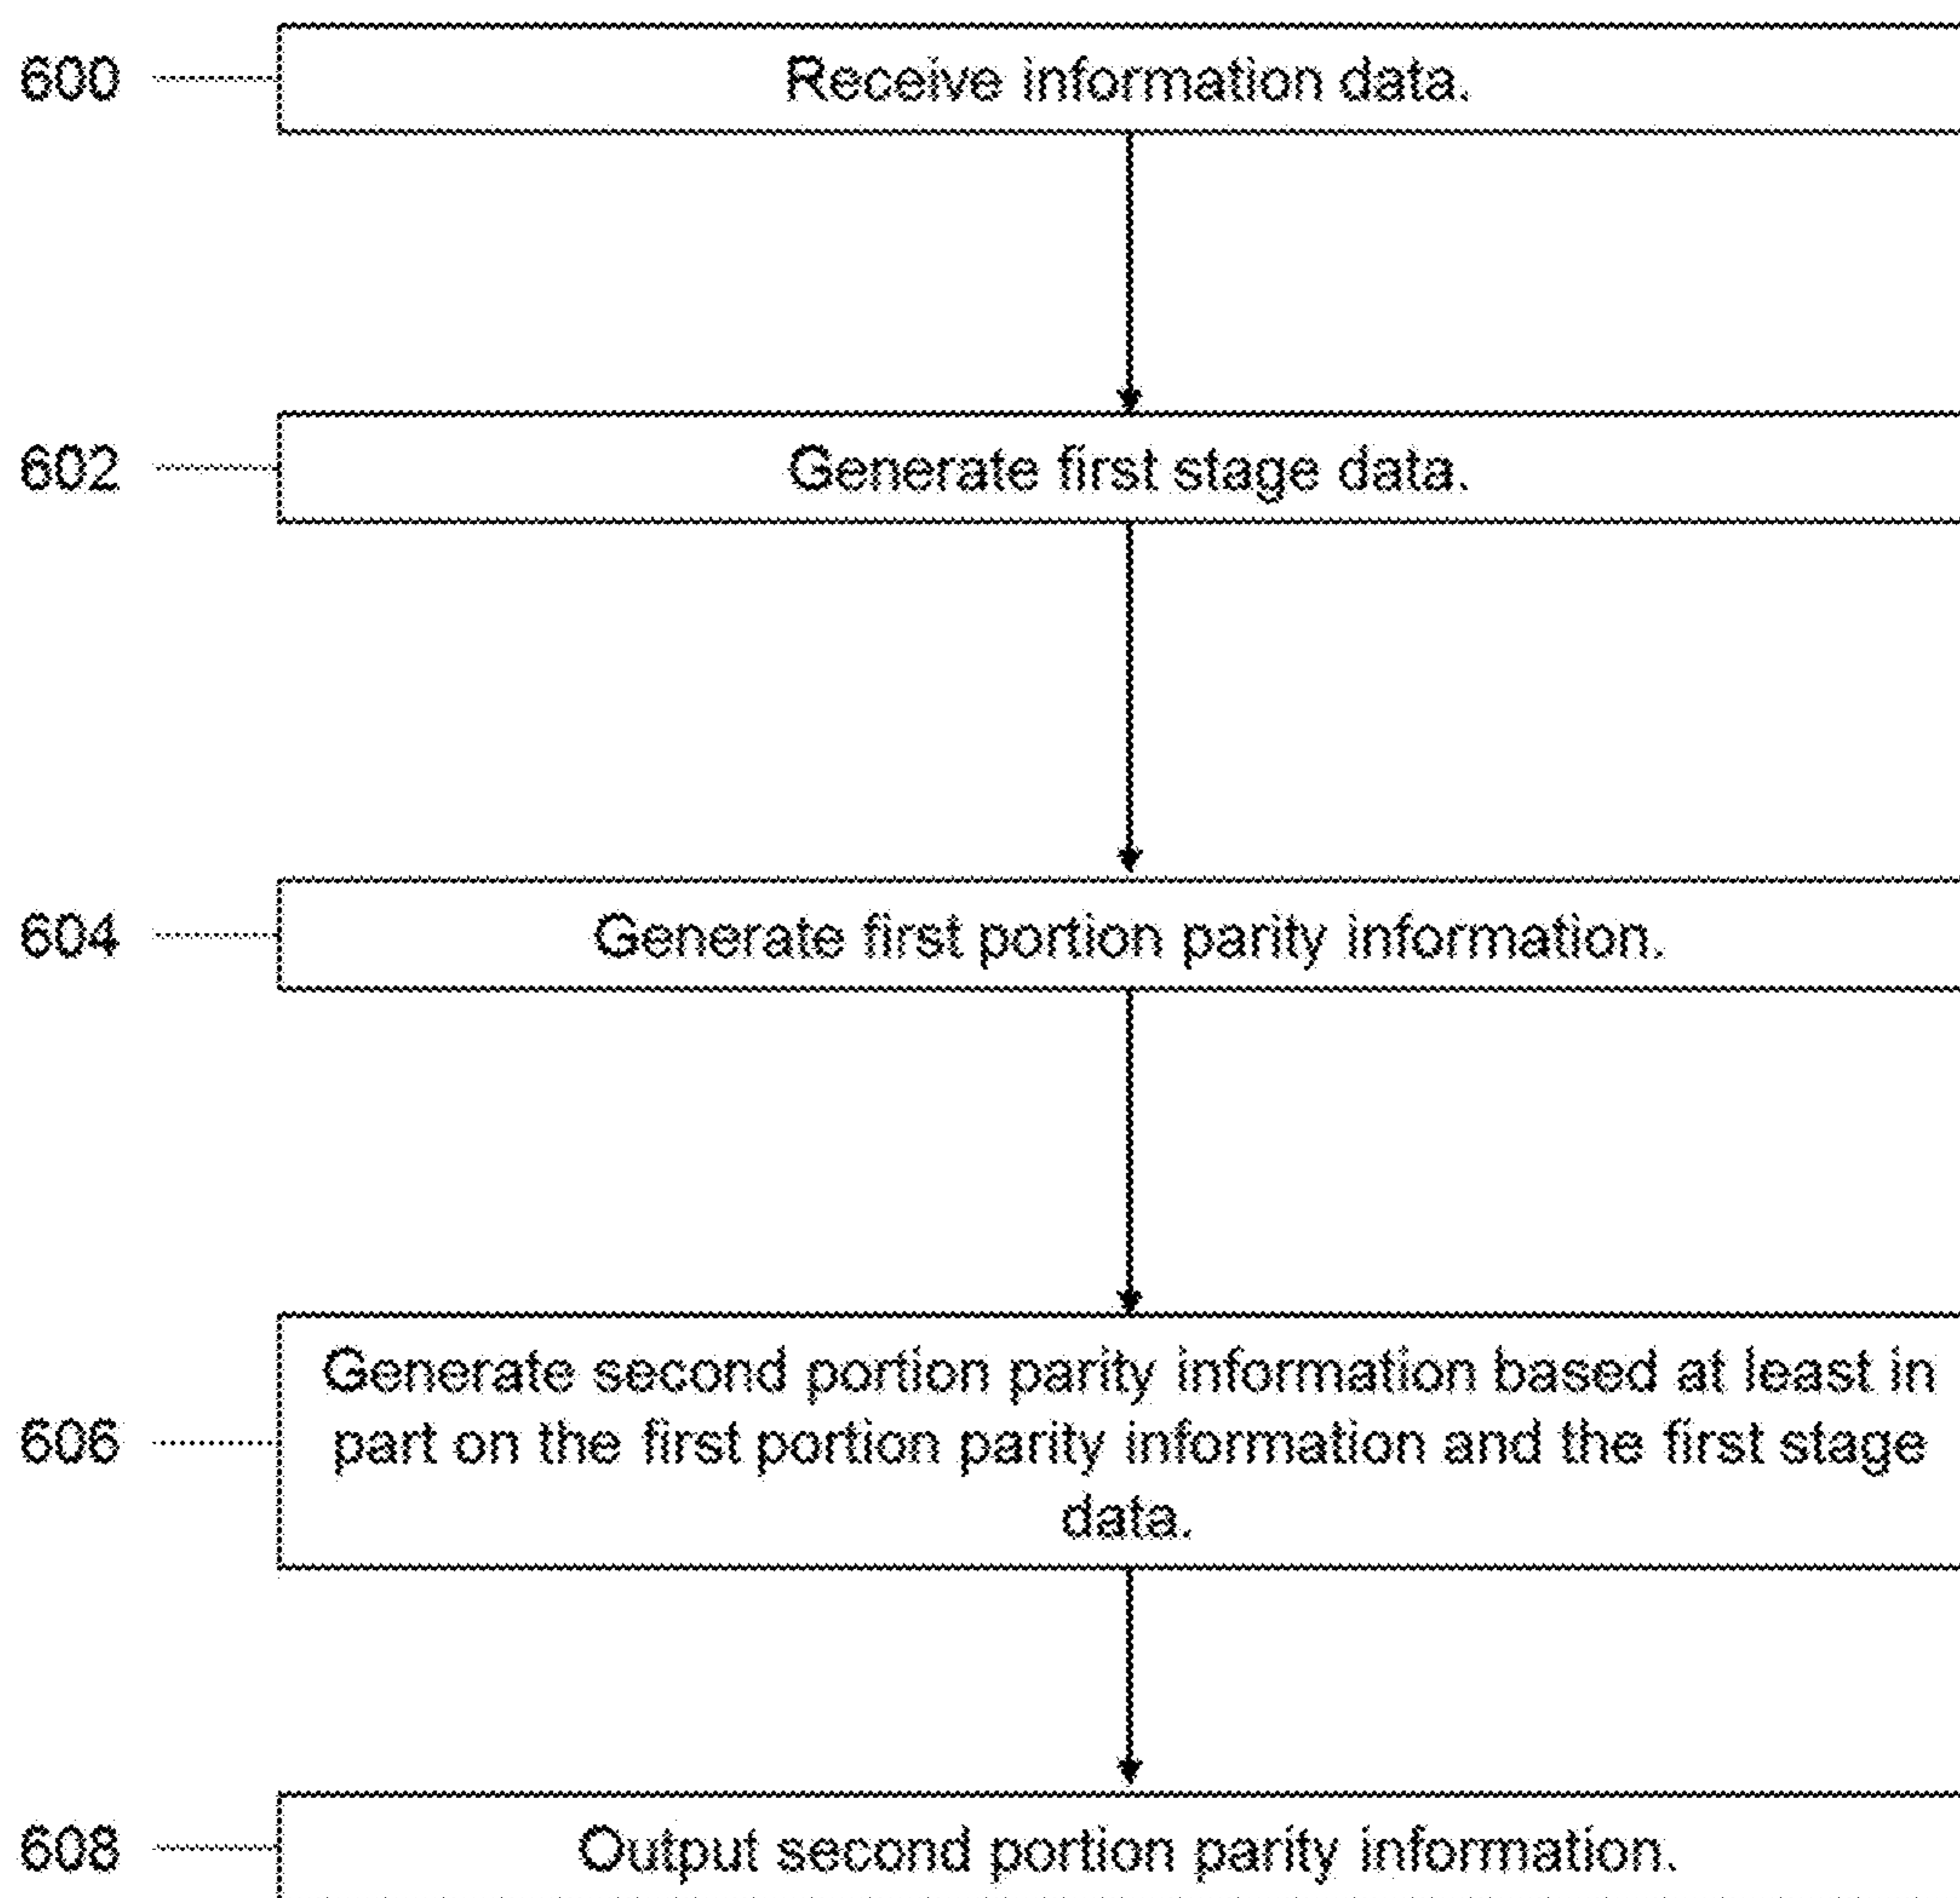 600 Receive information data.
602 Generate first stage data.
604 Generate first portion parity information.
Generate second portion parity information based at least in
606 part on the first portion parity information and the first stage
data.
608 Output second portion parity information.